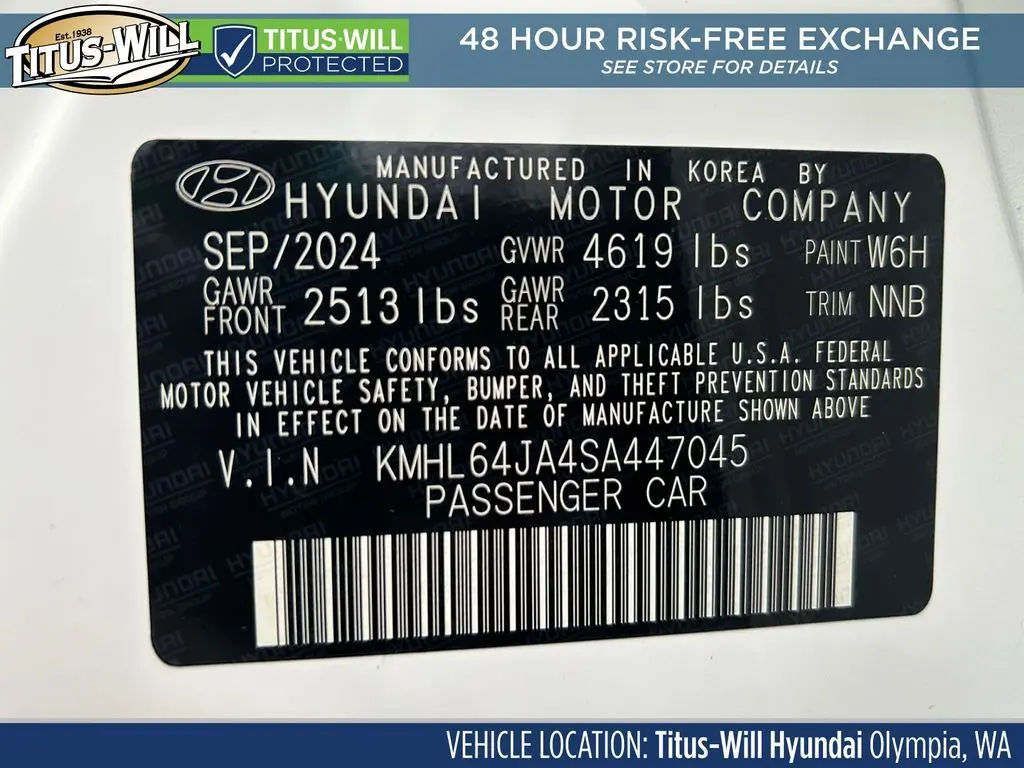 Est. 1938
TITUS-WILL
TITUS-WILL
PROTECTED
48 HOUR RISK-FREE EXCHANGE
SEE STORE FOR DETAILS
MANUFACTURED IN KOREA BY
HYUNDAI MOTOR COMPANY
SEP/2024 GVWR 4619 lbs PAINT W6H
GAWR FRONT 2513 lbs GAWR REAR 2315 lbs TRIM NNB
THIS VEHICLE CONFORMS TO ALL APPLICABLE U.S.A. FEDERAL
MOTOR VEHICLE SAFETY, BUMPER, AND THEFT PREVENTION STANDARDS
IN EFFECT ON THE DATE OF MANUFACTURE SHOWN ABOVE
V.I.N KMHL64JA4SA447045
PASSENGER CAR
VEHICLE LOCATION: Titus-Will Hyundai Olympia, WA